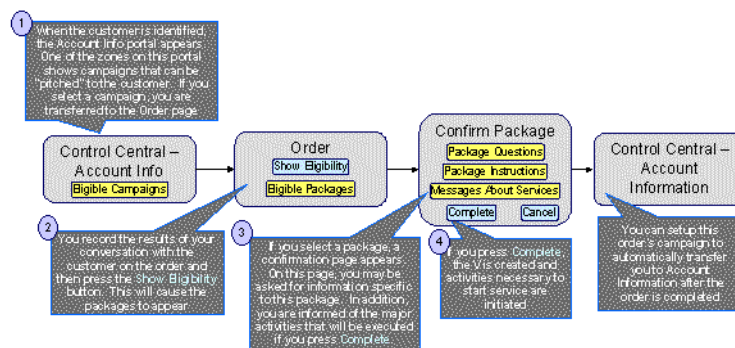 1
When the customer is identified,
the Account Info portal appears.
One of the zones on this portal
shows campaigns that can be
"pitched" to the customer. If you
select a campaign, you are
transferred to the Order page.
Control Central –
Account Info
Eligible Campaigns
Order
Show Eligibility
Eligible Packages
Confirm Package
Package Questions
Package Instructions
Messages About Services
Complete
Cancel
Control Central –
Account
Information
2
You record the results of your
conversation with the
customer on the order and
then press the Show Eligibility
button. This will cause the
packages to appear
3
If you select a package, a
confirmation page appears.
On this page, you may be
asked for information specific
to this package. In addition,
you are informed of the major
activities that will be executed
if you press Complete.
4
If you press Complete,
the V is created and
activities necessary to
start service are
initiated
You can setup this
order's campaign to
automatically transfer
you to Account
Information after the
order is completed